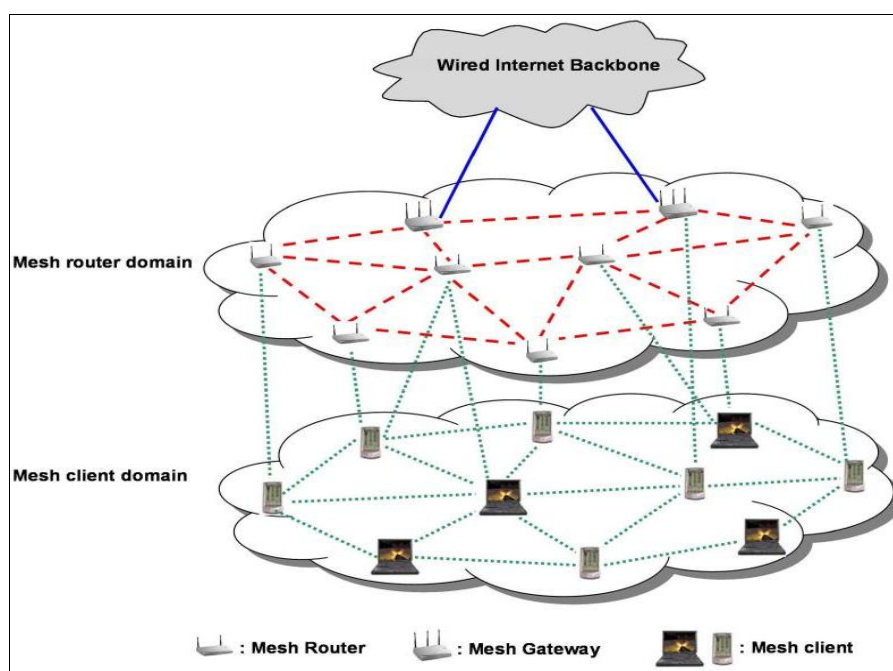 Wired Internet Backbone
Mesh router domain
Mesh client domain
: Mesh Router
: Mesh Gateway
: Mesh client